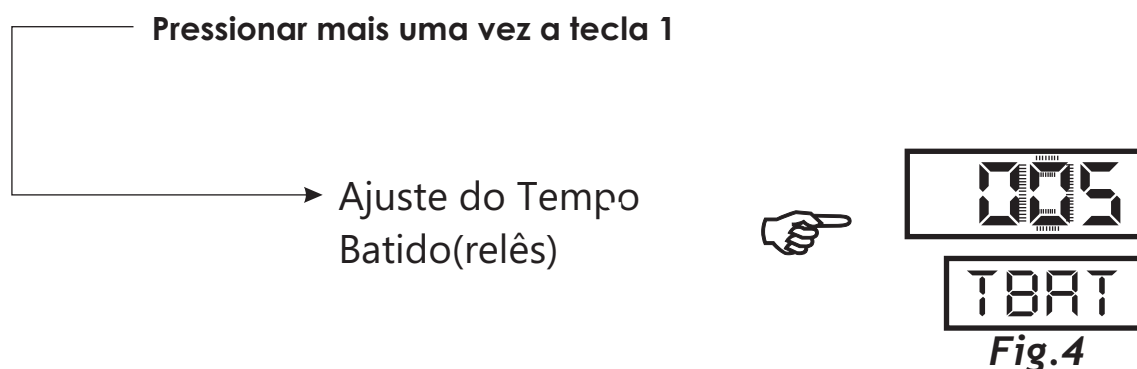 Pressionar mais uma vez a tecla 1
Ajuste do Tempo
Batido(relês)
005
TBAT
Fig.4